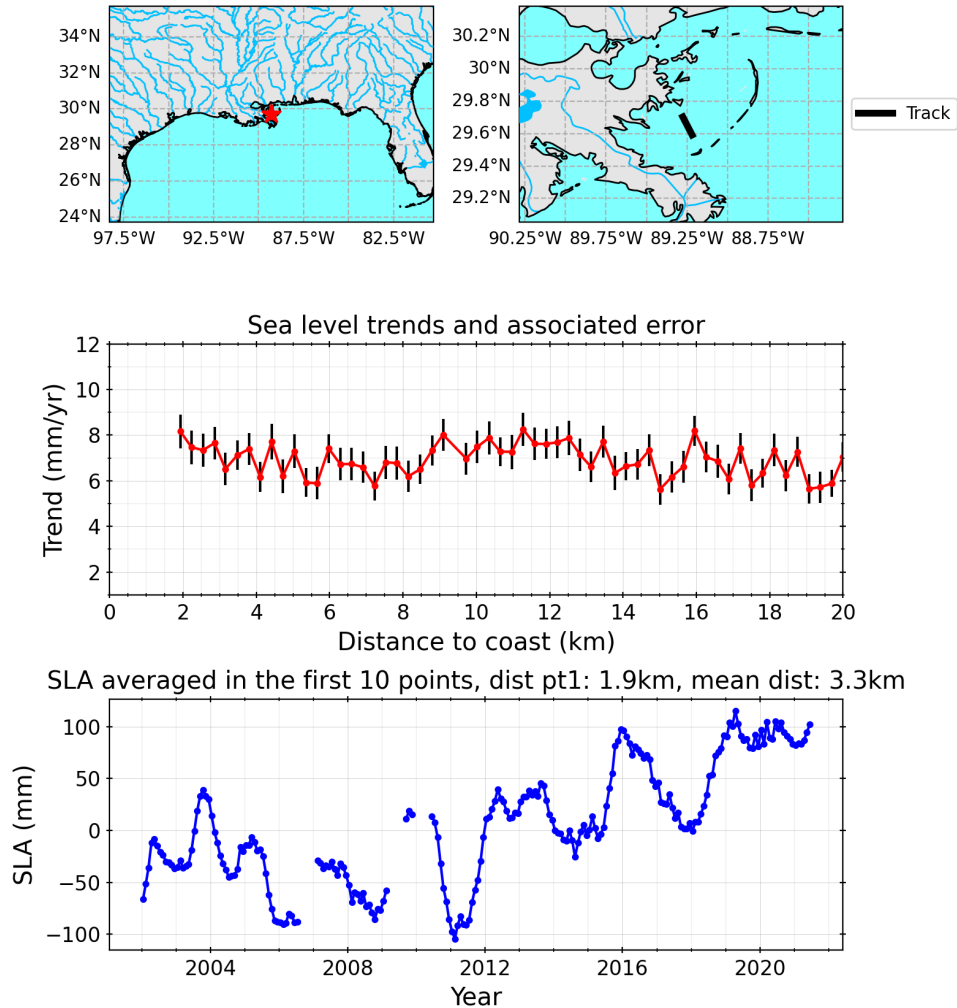 34°N
32°N
30°N
28°N
26°N
24°N
97.5°W 92.5°W 87.5°W 82.5°W
30.2°N
30°N
29.8°N
29.6°N
29.4°N
29.2°N
90.25°W 89.75°W 89.25°W 88.75°W
Track
Sea level trends and associated error
Trend (mm/yr)
12
10
8
6
4
2
0 2 4 6 8 10 12 14 16 18 20
Distance to coast (km)
SLA averaged in the first 10 points, dist pt1: 1.9km, mean dist: 3.3km
SLA (mm)
100
50
0
−50
−100
2004 2008 2012 2016 2020
Year